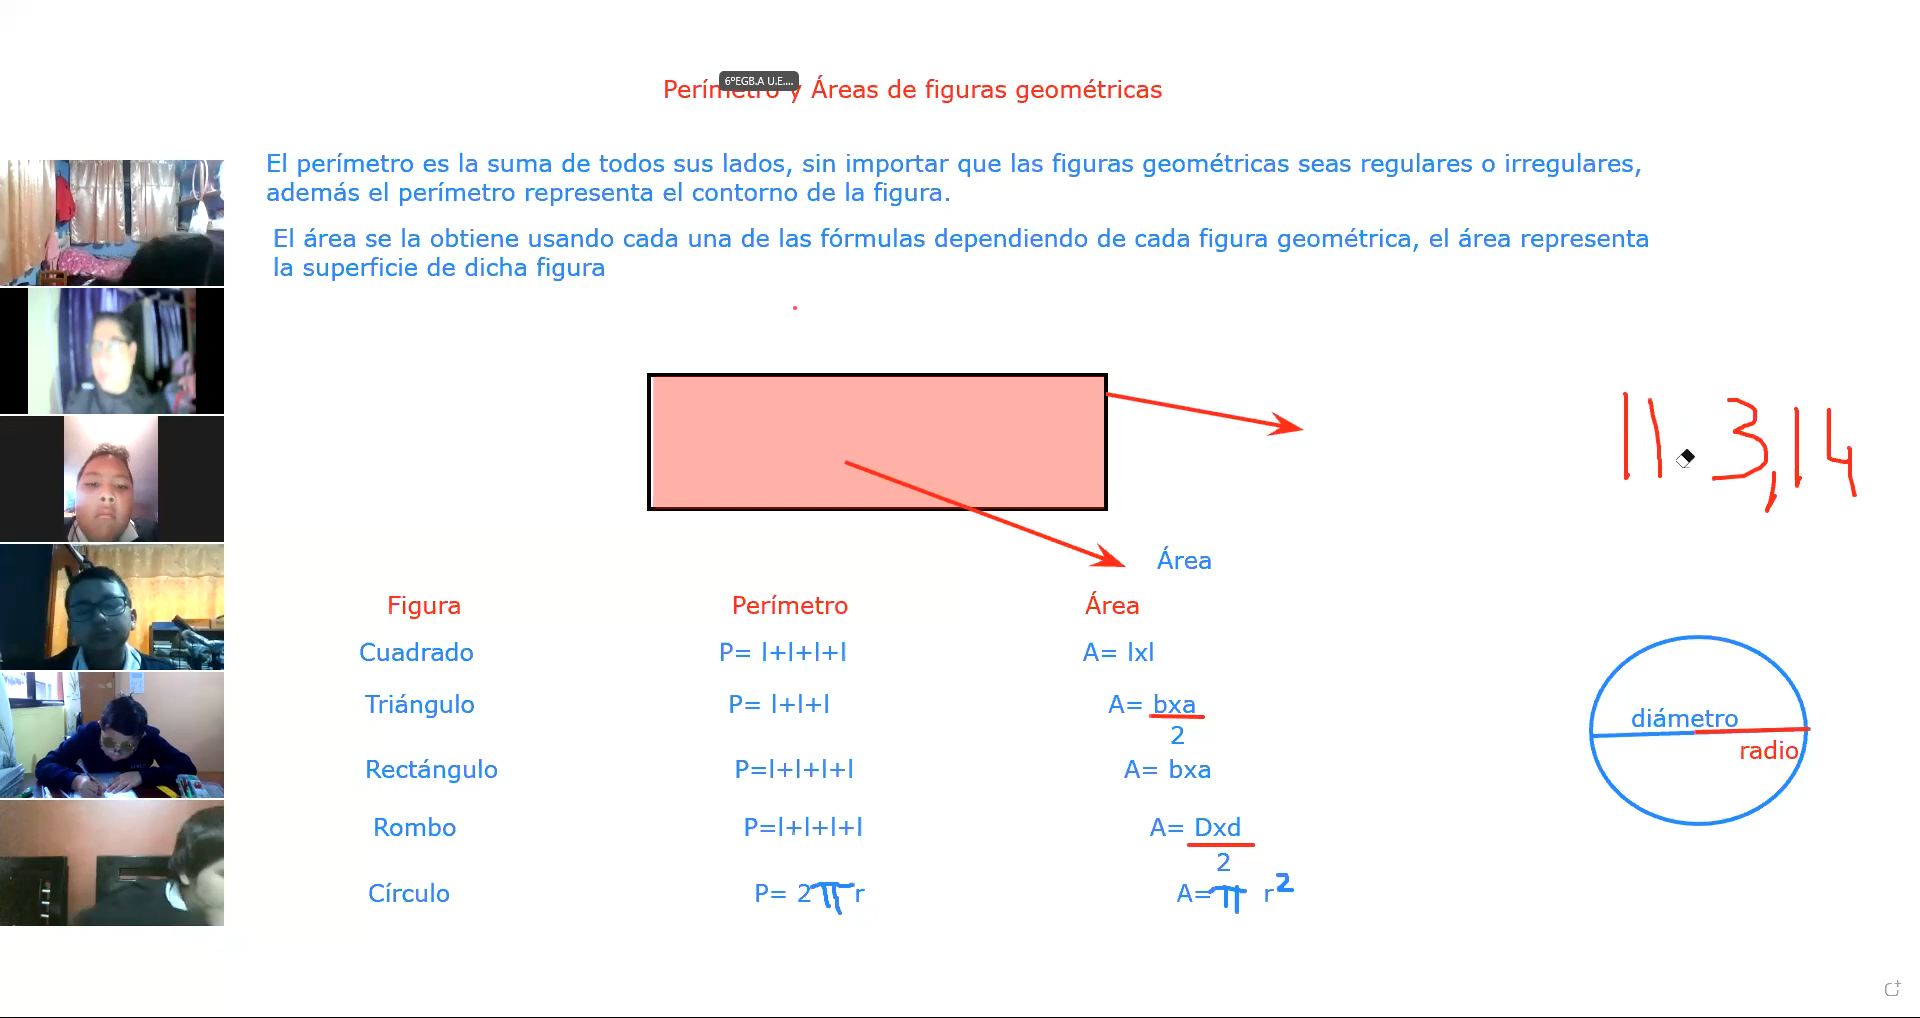 6ºEGB.A U.E....
Perímetro y Áreas de figuras geométricas
El perímetro es la suma de todos sus lados, sin importar que las figuras geométricas seas regulares o irregulares,
además el perímetro representa el contorno de la figura.
El área se la obtiene usando cada una de las fórmulas dependiendo de cada figura geométrica, el área representa
la superficie de dicha figura
11. 3,14
Área
Figura Perímetro Área
Cuadrado P= l+l+l+l A= lxl
Triángulo P= l+l+l A= bxa
2
Rectángulo P=l+l+l+l A= bxa
Rombo P=l+l+l+l A= Dxd
2
Círculo P= 2πr A=π r²
diámetro
radio